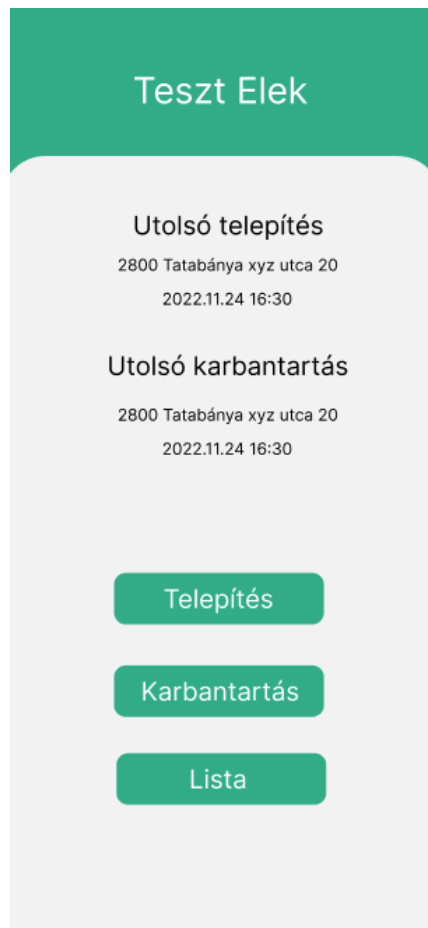 Teszt Elek
Utolsó telepítés
2800 Tatabánya xyz utca 20
2022.11.24 16:30
Utolsó karbantartás
2800 Tatabánya xyz utca 20
2022.11.24 16:30
Telepítés
Karbantartás
Lista